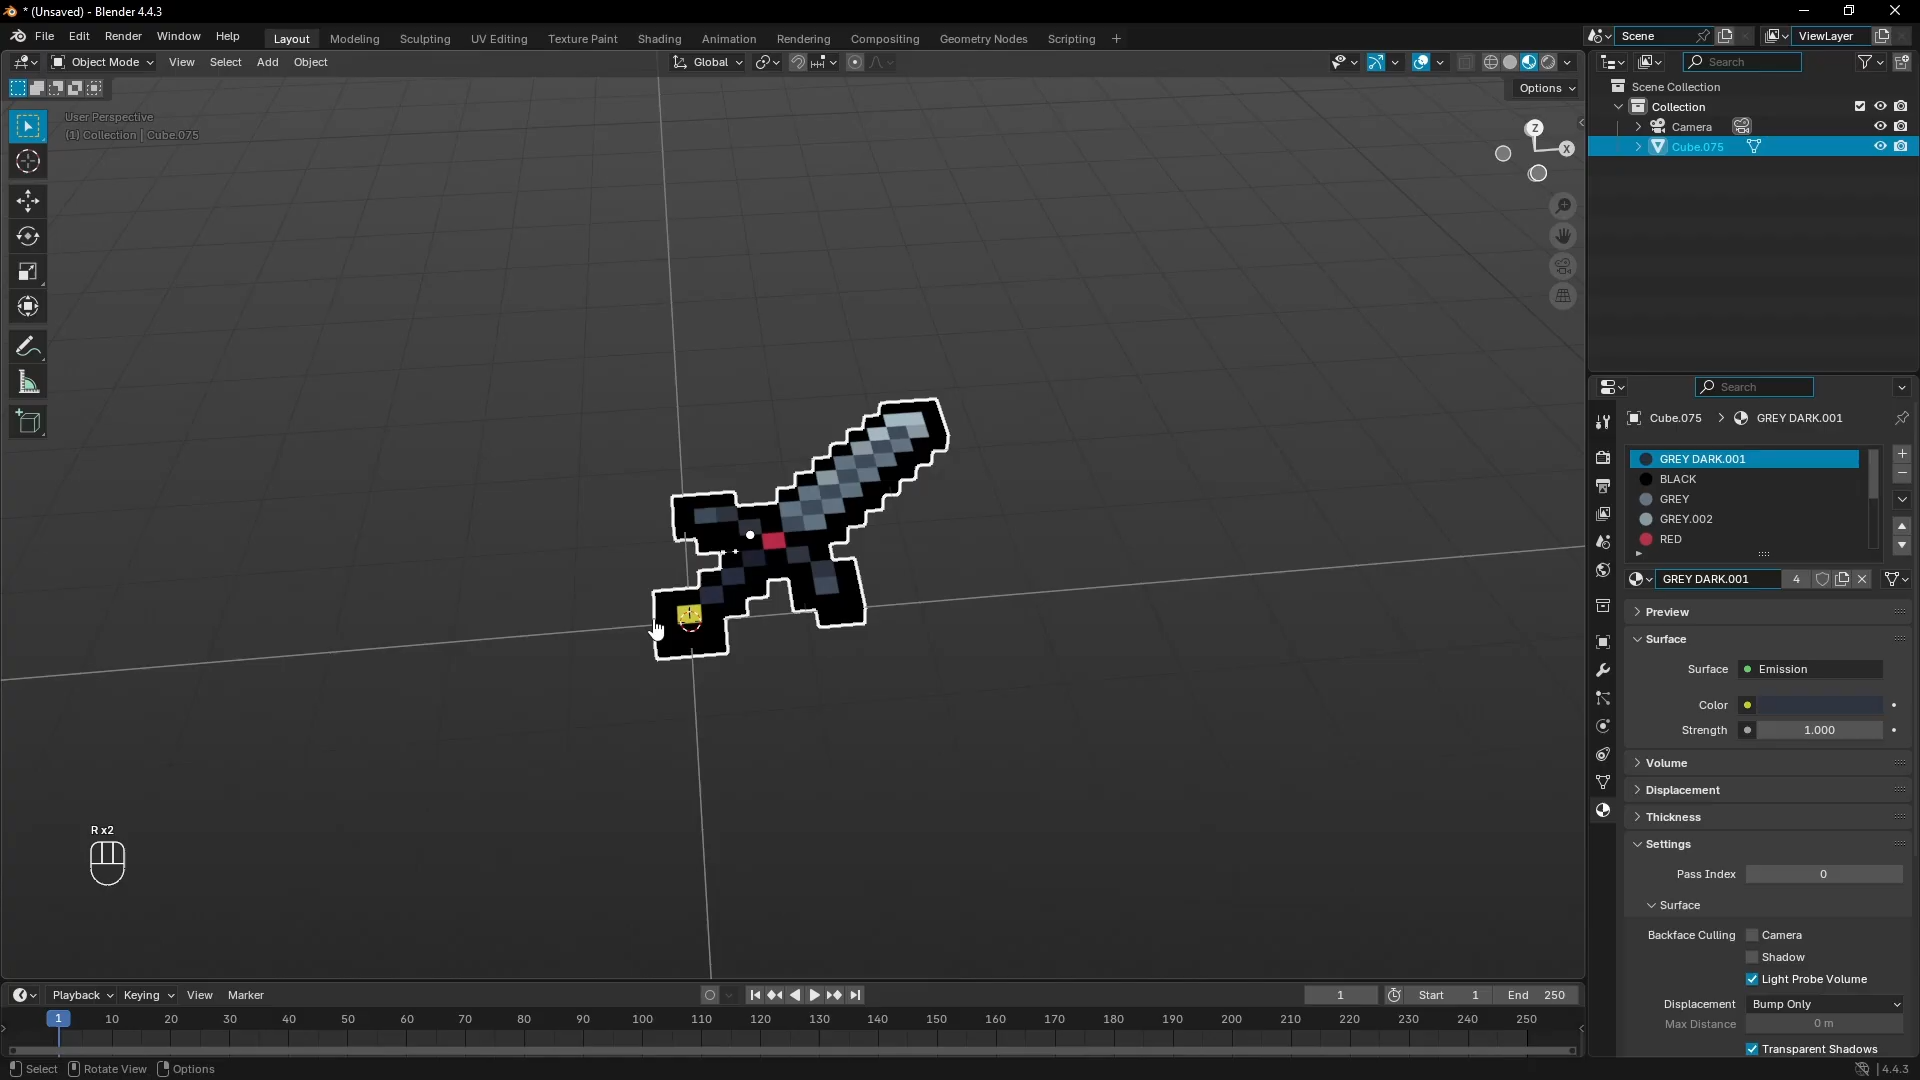 * (Unsaved) - Blender 4.4.3
File Edit Render Window Help Layout Modeling Sculpting UV Editing Texture Paint Shading Animation Rendering Compositing Geometry Nodes Scripting + Scene ViewLayer
Object Mode View Select Add Object Global Search
Options
User Perspective
(1) Collection | Cube.075
Z
X
Scene Collection
Collection
Camera
Cube.075
Search
Cube.075 > GREY DARK.001
GREY DARK.001
BLACK
GREY
GREY.002
RED
GREY DARK.001 4
Preview
Surface
Surface Emission
Color
Strength 1.000
Volume
Displacement
Thickness
Settings
Pass Index 0
Surface
Backface Culling Camera
Shadow
Light Probe Volume
Displacement Bump Only
Max Distance 0 m
Transparent Shadows
R x2
Playback Keying View Marker 1 Start 1 End 250
1 10 20 30 40 50 60 70 80 90 100 110 120 130 140 150 160 170 180 190 200 210 220 230 240 250
Select Rotate View Options 4.4.3